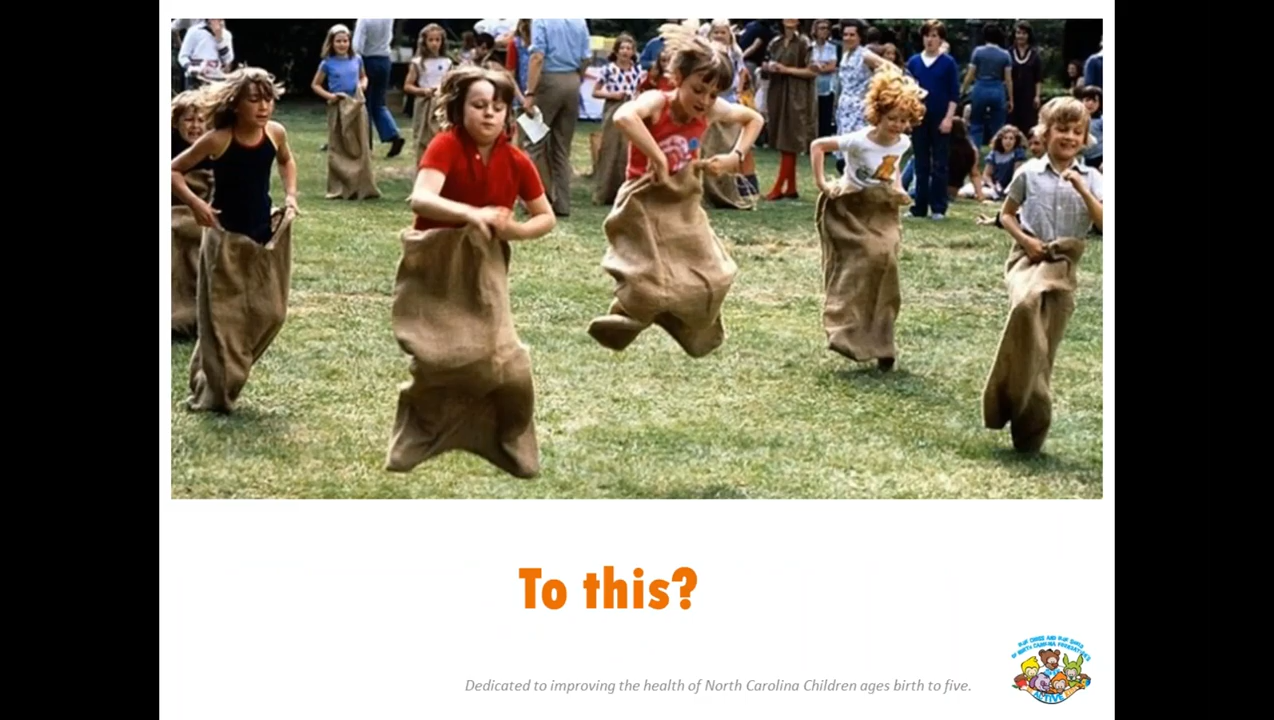 To this?
Dedicated to improving the health of North Carolina Children ages birth to five.